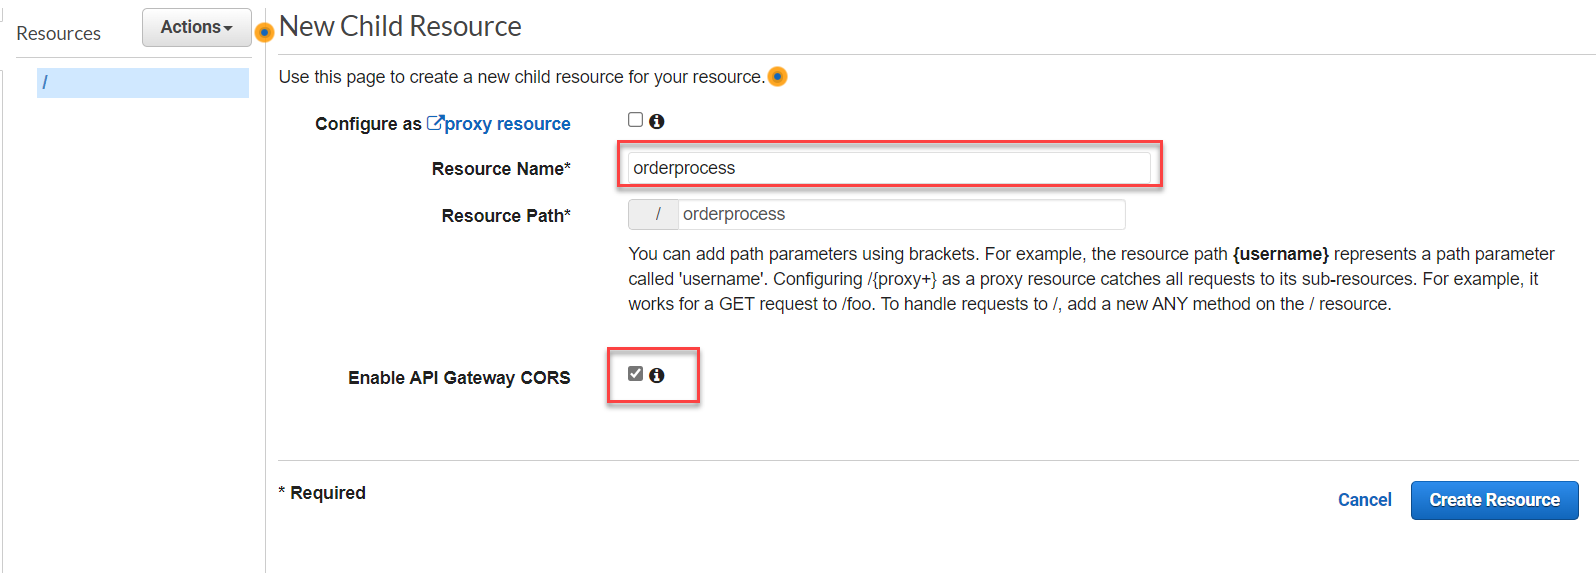 Resources
Actions
/
New Child Resource
Use this page to create a new child resource for your resource.
Configure as proxy resource
Resource Name*
orderprocess
Resource Path*
/ orderprocess
You can add path parameters using brackets. For example, the resource path {username} represents a path parameter
called 'username'. Configuring /{proxy+} as a proxy resource catches all requests to its sub-resources. For example, it
works for a GET request to /foo. To handle requests to /, add a new ANY method on the / resource.
Enable API Gateway CORS
* Required
Cancel
Create Resource